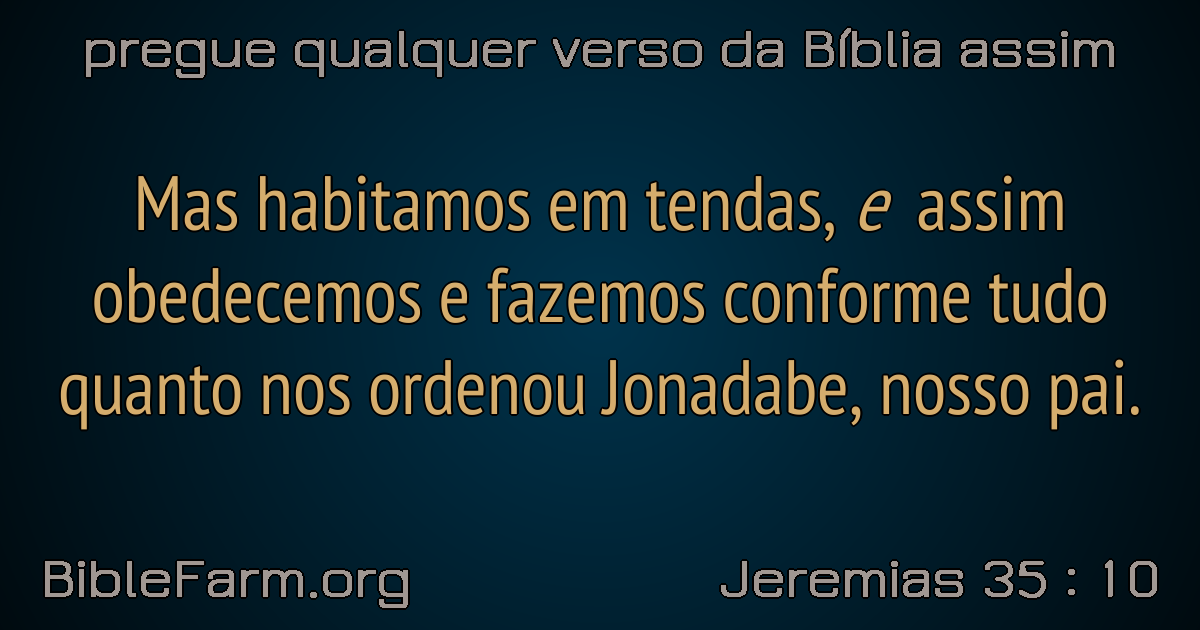 pregue qualquer verso da Bíblia assim
Mas habitamos em tendas, e assim
obedecemos e fazemos conforme tudo
quanto nos ordenou Jonadabe, nosso pai.
BibleFarm.org
Jeremias 35 : 10